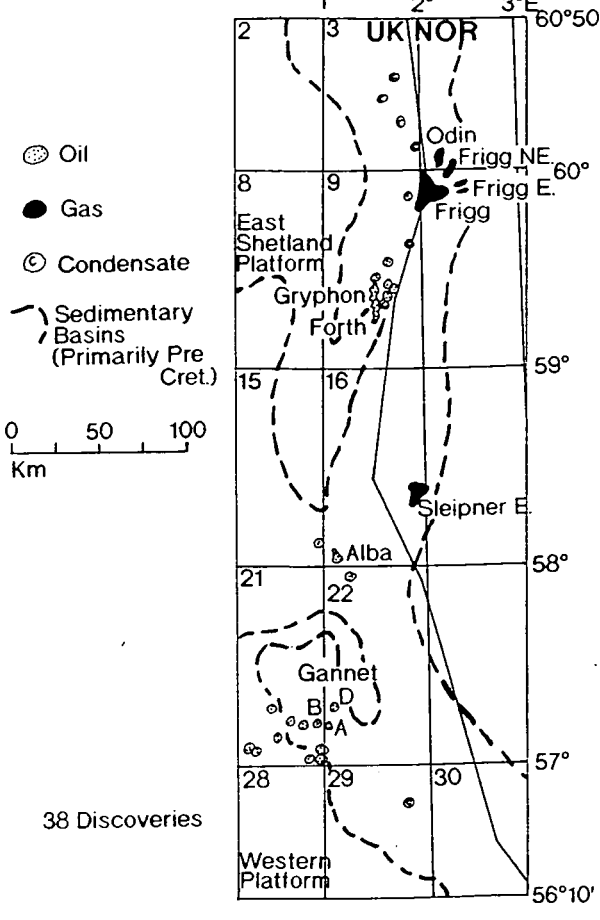 2°
3°E
60°50
2
3
UK NOR
Oil
Gas
Condensate
Sedimentary
Basins
(Primarily Pre
Cret.)
0 50 100
Km
Odin
Frigg NE.
60°
8
9
Frigg E.
Frigg
East
Shetland
Platform
Gryphon
Forth
59°
15
16
Sleipner E.
Alba
58°
21
22
Gannet
D
B
A
57°
28
29
30
38 Discoveries
Western
Platform
56°10'